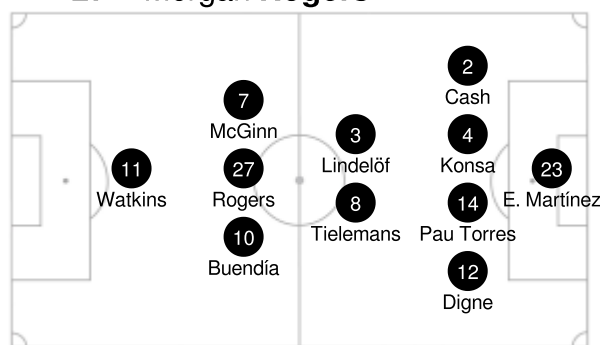 7
McGinn
11
Watkins
27
Rogers
10
Buendía
3
Lindelöf
8
Tielemans
2
Cash
4
Konsa
14
Pau Torres
12
Digne
23
E. Martínez